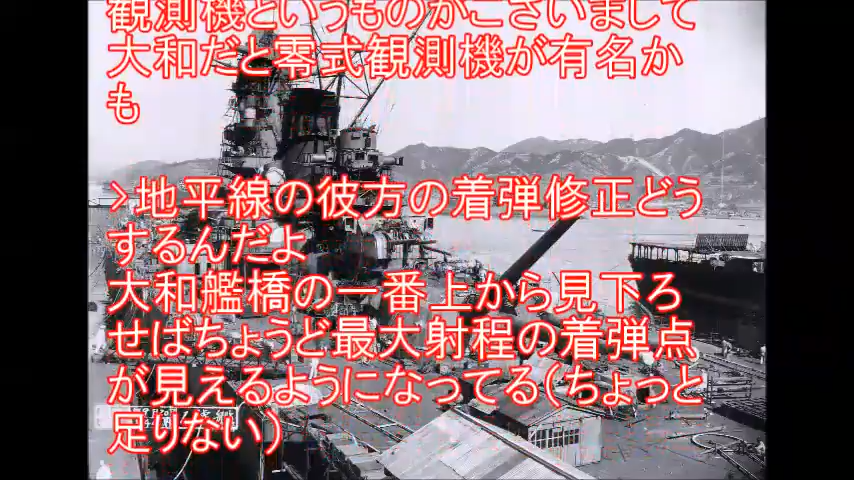 観測機というものがございまして
大和だと零式観測機が有名か
も
>地平線の彼方の着弾修正どう
するんだよ
大和艦橋の一番上から見下ろ
せばちょうど最大射程の着弾点
が見えるようになってる(ちょっと
足りない)